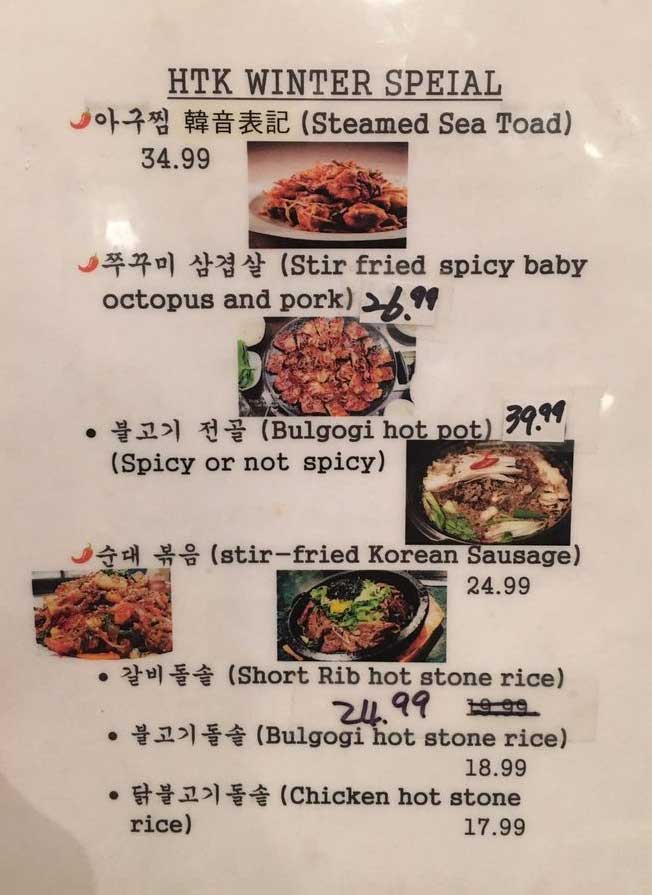 HTK WINTER SPEIAL
아구찜 韓音表記 (Steamed Sea Toad)
34.99
쭈꾸미 삼겹살 (Stir fried spicy baby
octopus and pork) 26.99
• 불고기 전골 (Bulgogi hot pot) 39.99
(Spicy or not spicy)
순대 볶음 (stir-fried Korean Sausage)
24.99
• 갈비돌솔 (Short Rib hot stone rice)
24.99 19.99
• 불고기돌솔 (Bulgogi hot stone rice)
18.99
• 닭불고기돌솔 (Chicken hot stone
rice) 17.99